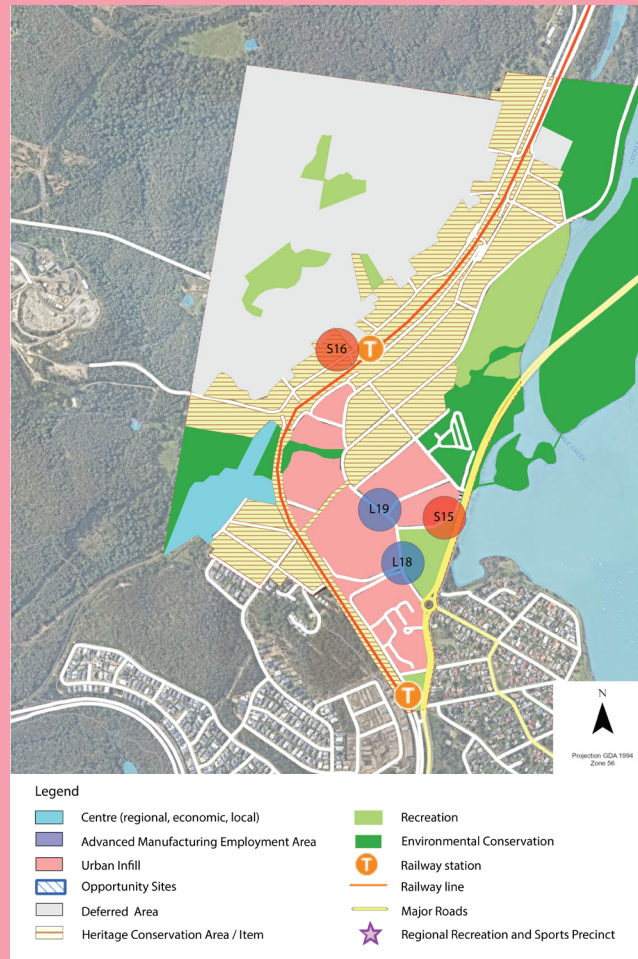 T
S16
L19
S15
L18
T
N
Projection GDA 1994
Zone 56
Legend
Centre (regional, economic, local)
Advanced Manufacturing Employment Area
Urban Infill
Opportunity Sites
Deferred Area
Heritage Conservation Area / Item
Recreation
Environmental Conservation
T
Railway station
Railway line
Major Roads
Regional Recreation and Sports Precinct